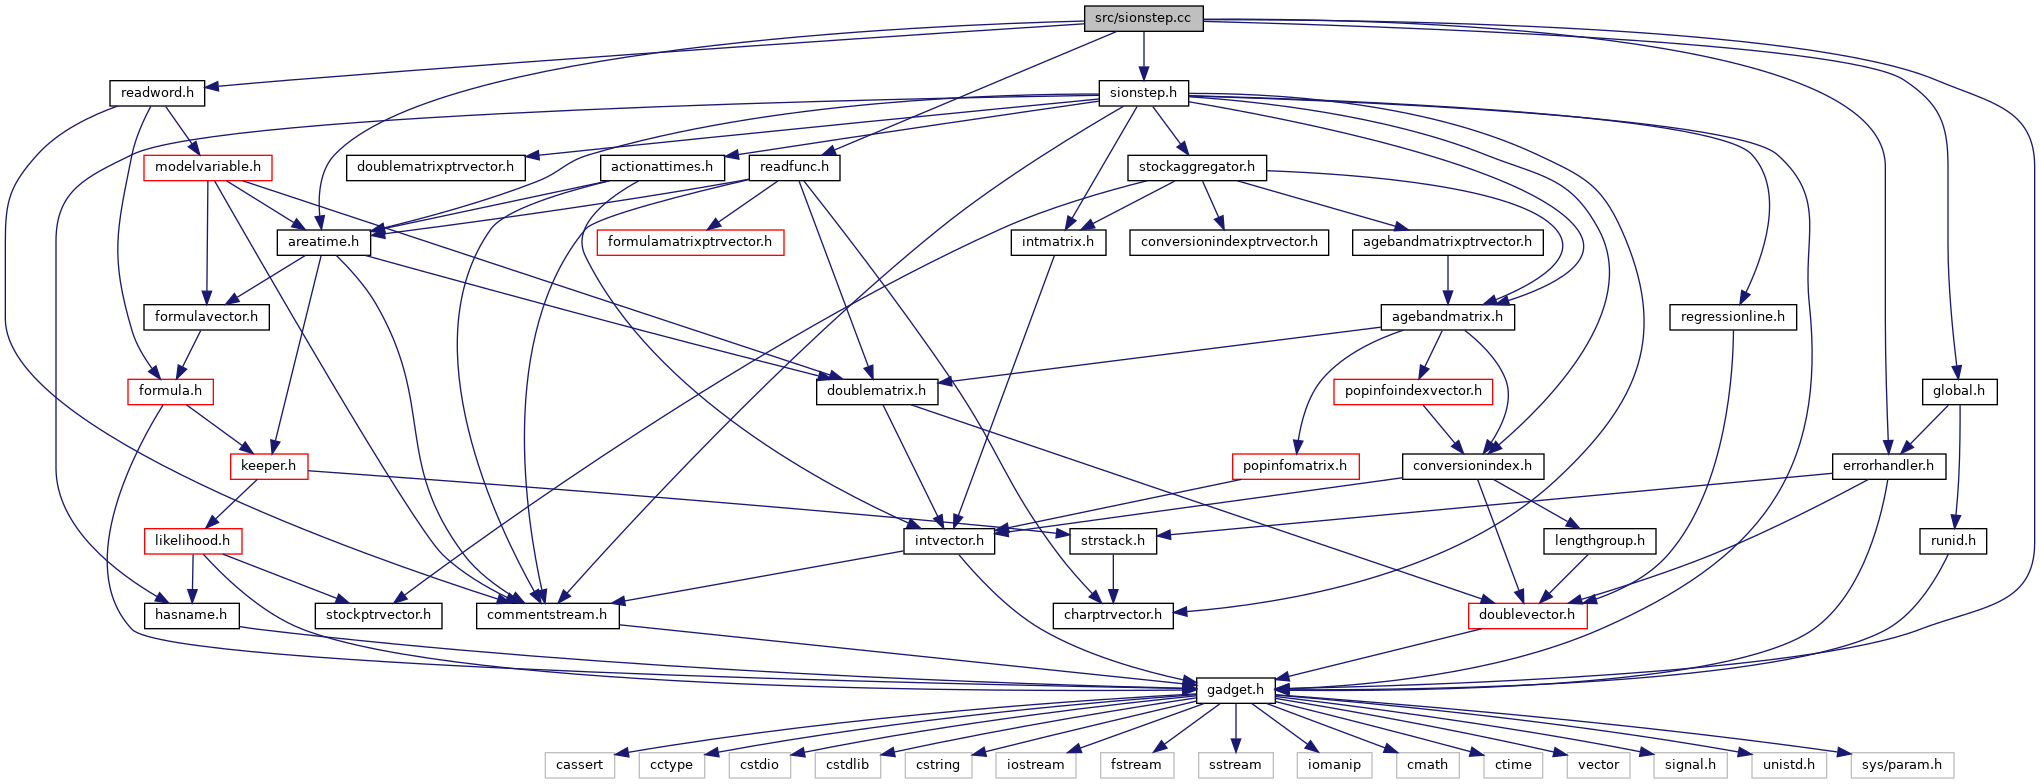 src/sionstep.cc
readword.h
sionstep.h
modelvariable.h
doublematrixptrvector.h
actionattimes.h
readfunc.h
stockaggregator.h
areatime.h
formulamatrixptrvector.h
intmatrix.h
conversionindexptrvector.h
agebandmatrixptrvector.h
formulavector.h
agebandmatrix.h
regressionline.h
formula.h
doublematrix.h
popinfoindexvector.h
global.h
keeper.h
popinfomatrix.h
conversionindex.h
errorhandler.h
likelihood.h
intvector.h
strstack.h
lengthgroup.h
runid.h
hasname.h
stockptrvector.h
commentstream.h
charptrvector.h
doublevector.h
gadget.h
cassert
cctype
cstdio
cstdlib
cstring
iostream
fstream
sstream
iomanip
cmath
ctime
vector
signal.h
unistd.h
sys/param.h